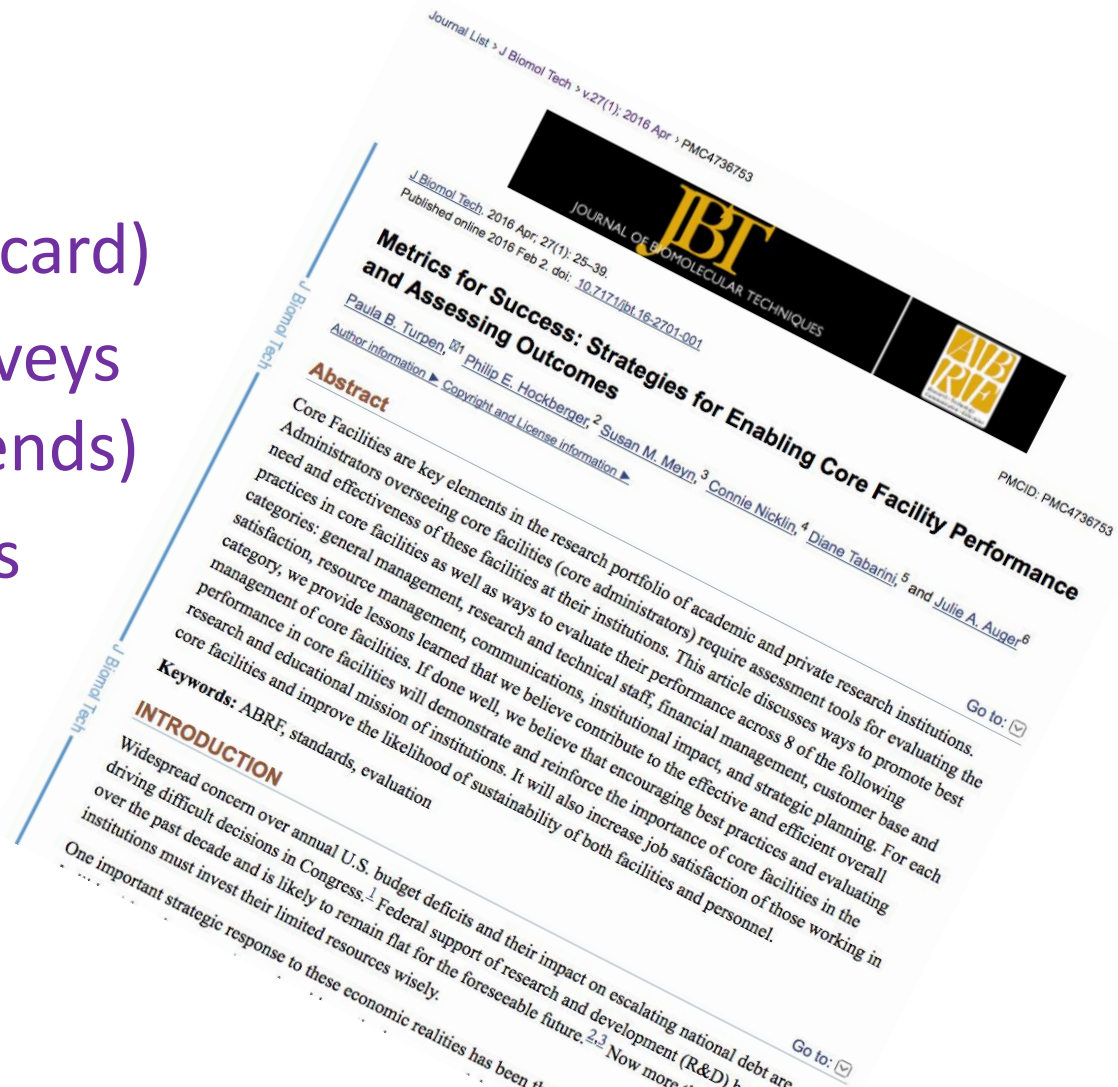 card)
veys
ends)
s
Journal List > J Biomol Tech > v.27(1); 2016 Apr > PMC4736753
JOURNAL OF BIOMOLECULAR TECHNIQUES
JBT
ABRF
J Biomol Tech. 2016 Apr; 27(1): 25–39.
Published online 2016 Feb 2. doi: 10.7171/jbt.16-2701-001
PMCID: PMC4736753
Metrics for Success: Strategies for Enabling Core Facility Performance
and Assessing Outcomes
Paula B. Turpen, 1 Philip E. Hockberger, 2 Susan M. Meyn, 3 Connie Nicklin, 4 Diane Tabarini, 5 and Julie A. Auger 6
Author information ► Copyright and License information ►
Abstract
Go to:
Core Facilities are key elements in the research portfolio of academic and private research institutions.
Administrators overseeing core facilities (core administrators) require assessment tools for evaluating the
need and effectiveness of these facilities at their institutions. This article discusses ways to promote best
practices in core facilities as well as ways to evaluate their performance across 8 of the following
categories: general management, research and technical staff, financial management, customer base and
satisfaction, resource management, communications, institutional impact, and strategic planning. For each
category, we provide lessons learned that we believe contribute to the effective and efficient overall
management of core facilities. If done well, we believe that encouraging best practices and evaluating
performance in core facilities will demonstrate and reinforce the importance of core facilities in the
research and educational mission of institutions. It will also increase job satisfaction of those working in
core facilities and improve the likelihood of sustainability of both facilities and personnel.
Keywords: ABRF, standards, evaluation
INTRODUCTION
Go to:
Widespread concern over annual U.S. budget deficits and their impact on escalating national debt are
driving difficult decisions in Congress.1 Federal support of research and development (R&D)
over the past decade and is likely to remain flat for the foreseeable future.2,3 Now more
institutions must invest their limited resources wisely.
One important strategic response to these economic realities has been
J Biomol Tech
J Biomol Tech